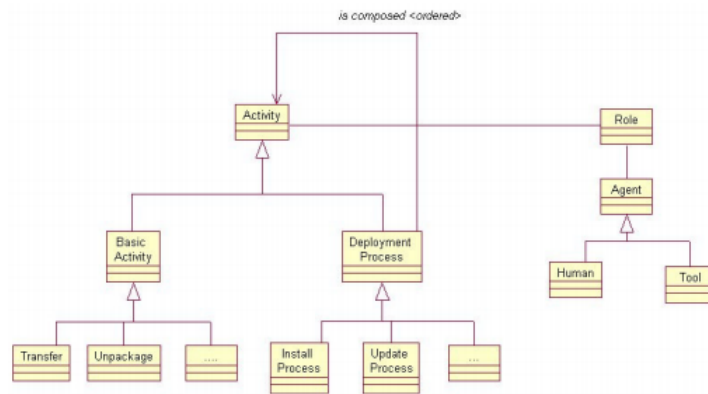 is composed <ordered>
Activity
Role
Agent
Basic
Activity
Deployment
Process
Human
Tool
Transfer
Unpackage
....
Install
Process
Update
Process
...